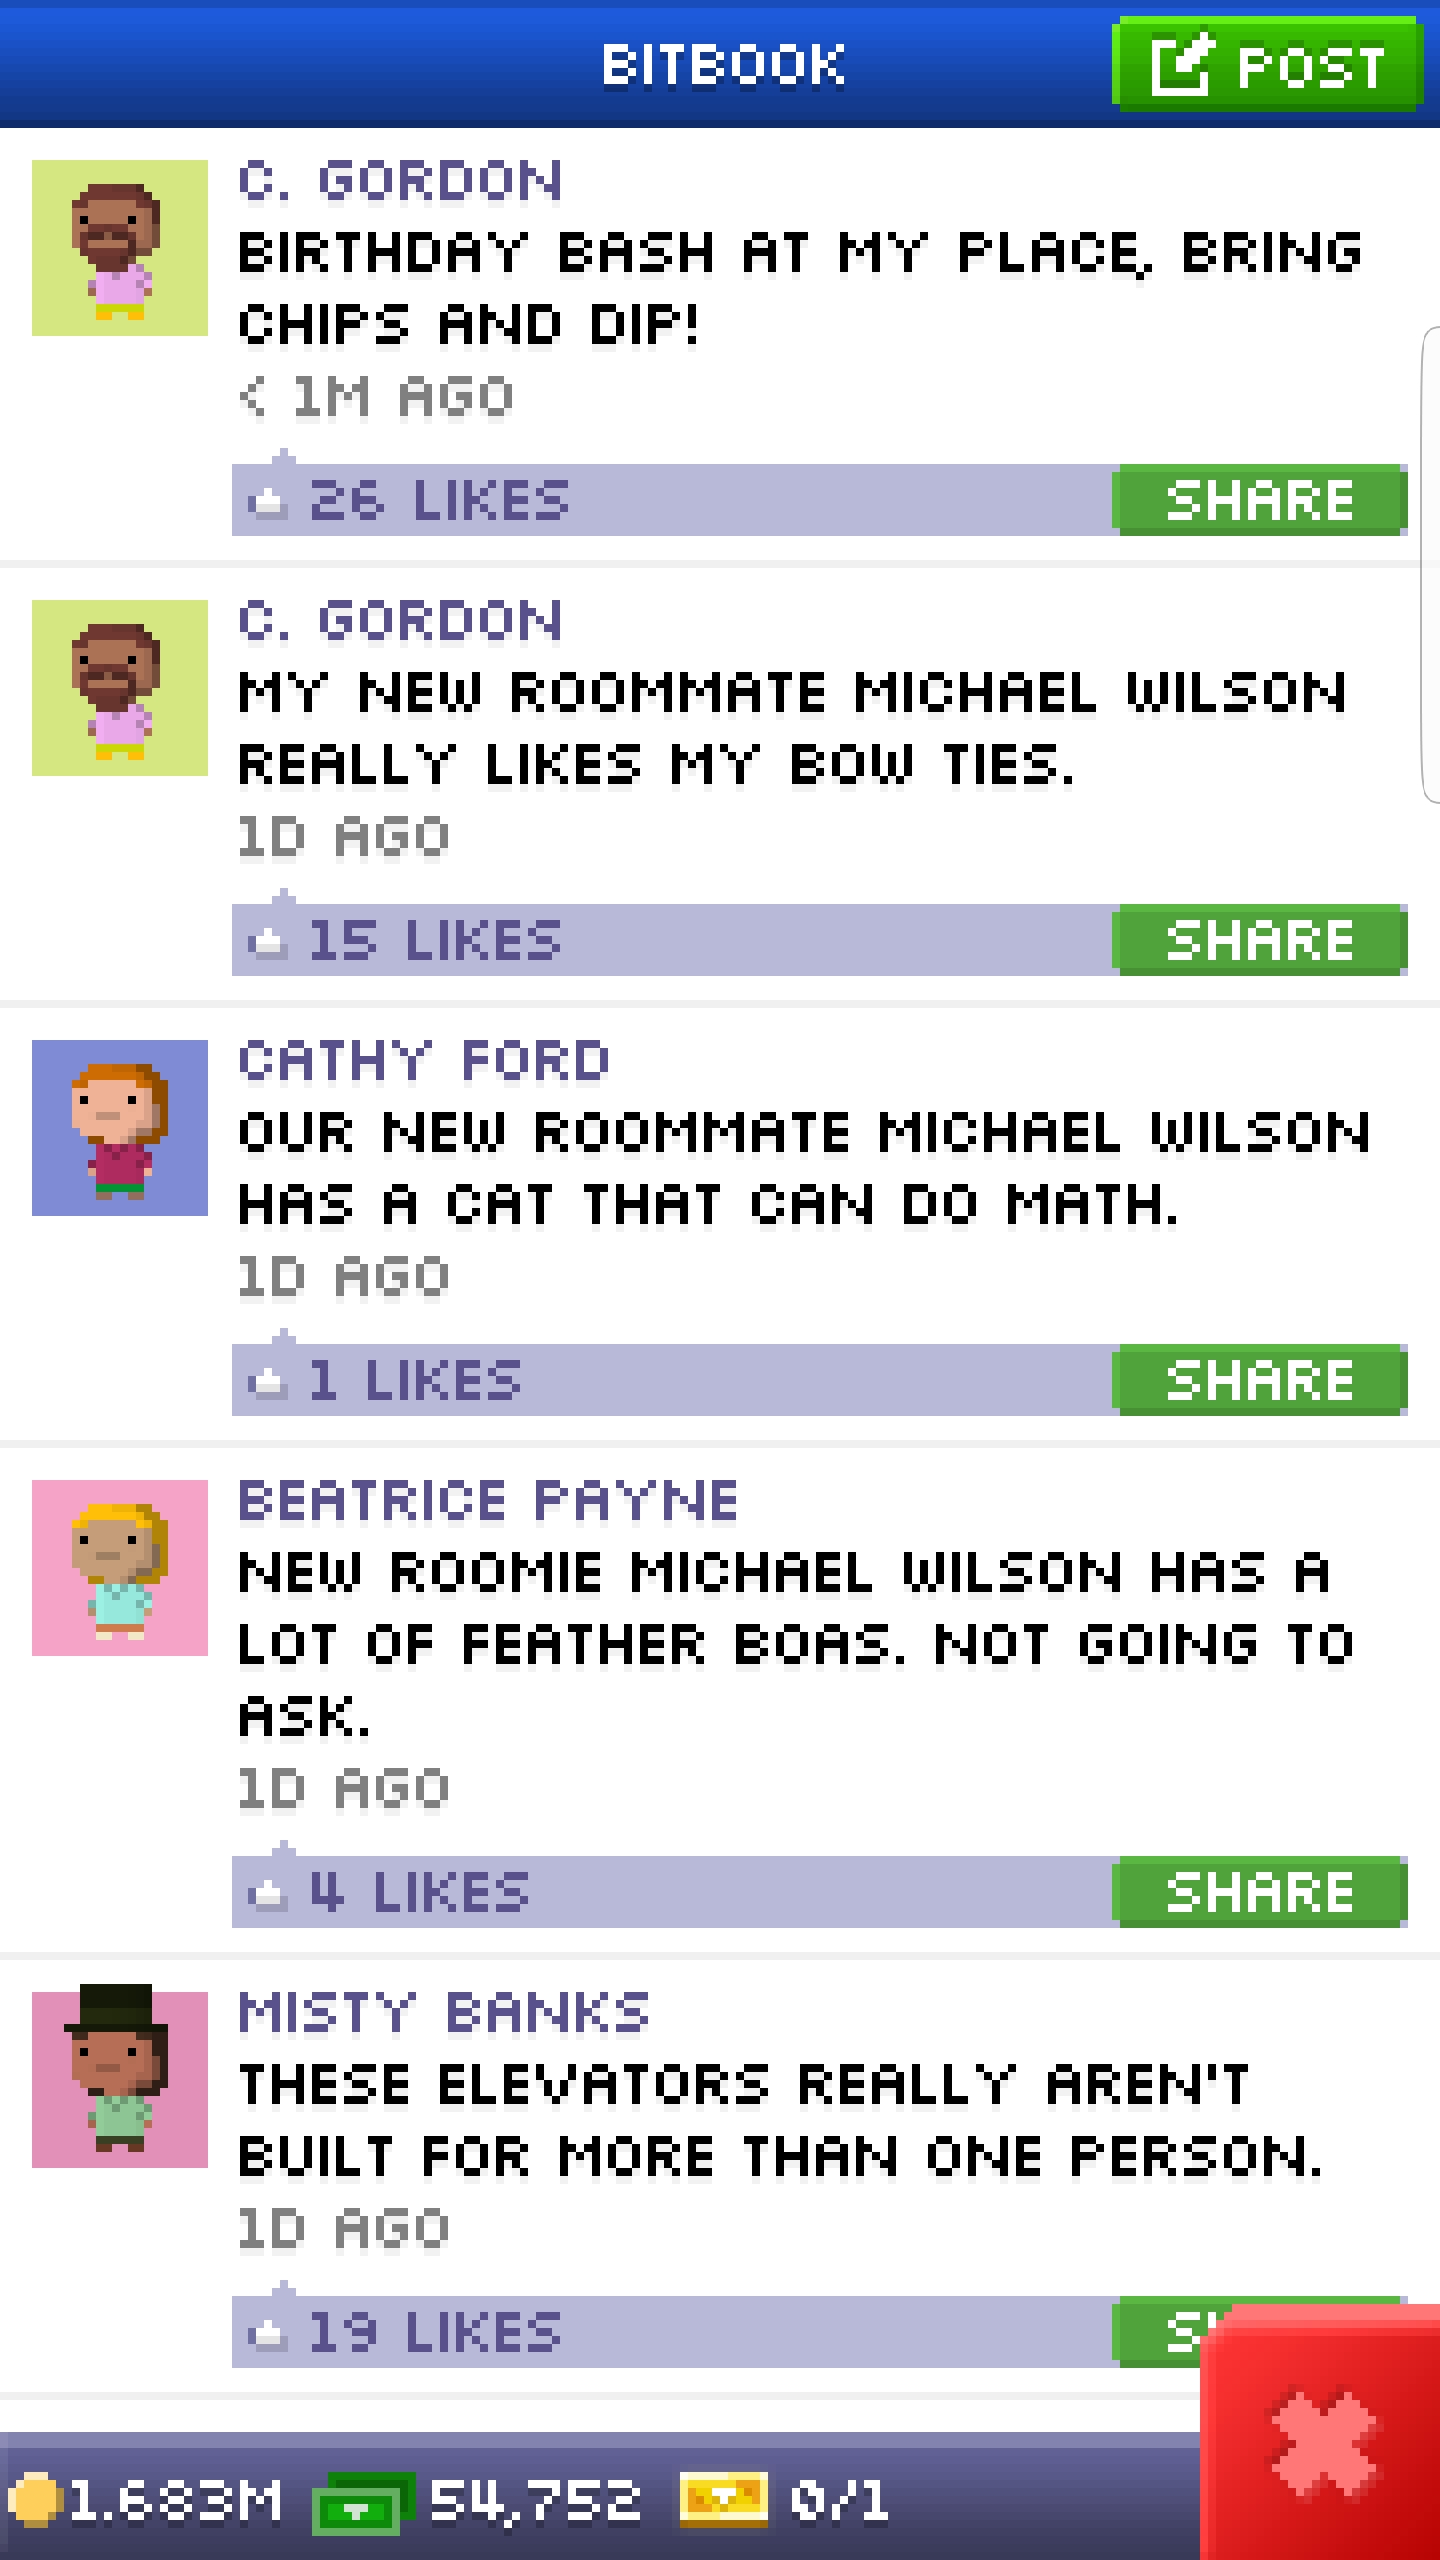 BITBOOK
POST
C. GORDON
BIRTHDAY BASH AT MY PLACE, BRING
CHIPS AND DIP!
< 1M AGO
26 LIKES
SHARE
C. GORDON
MY NEW ROOMMATE MICHAEL WILSON
REALLY LIKES MY BOW TIES.
1D AGO
15 LIKES
SHARE
CATHY FORD
OUR NEW ROOMMATE MICHAEL WILSON
HAS A CAT THAT CAN DO MATH.
1D AGO
1 LIKES
SHARE
BEATRICE PAYNE
NEW ROOMIE MICHAEL WILSON HAS A
LOT OF FEATHER BOAS. NOT GOING TO
ASK.
1D AGO
4 LIKES
SHARE
MISTY BANKS
THESE ELEVATORS REALLY AREN'T
BUILT FOR MORE THAN ONE PERSON.
1D AGO
19 LIKES
1.683M
54,752
0/1